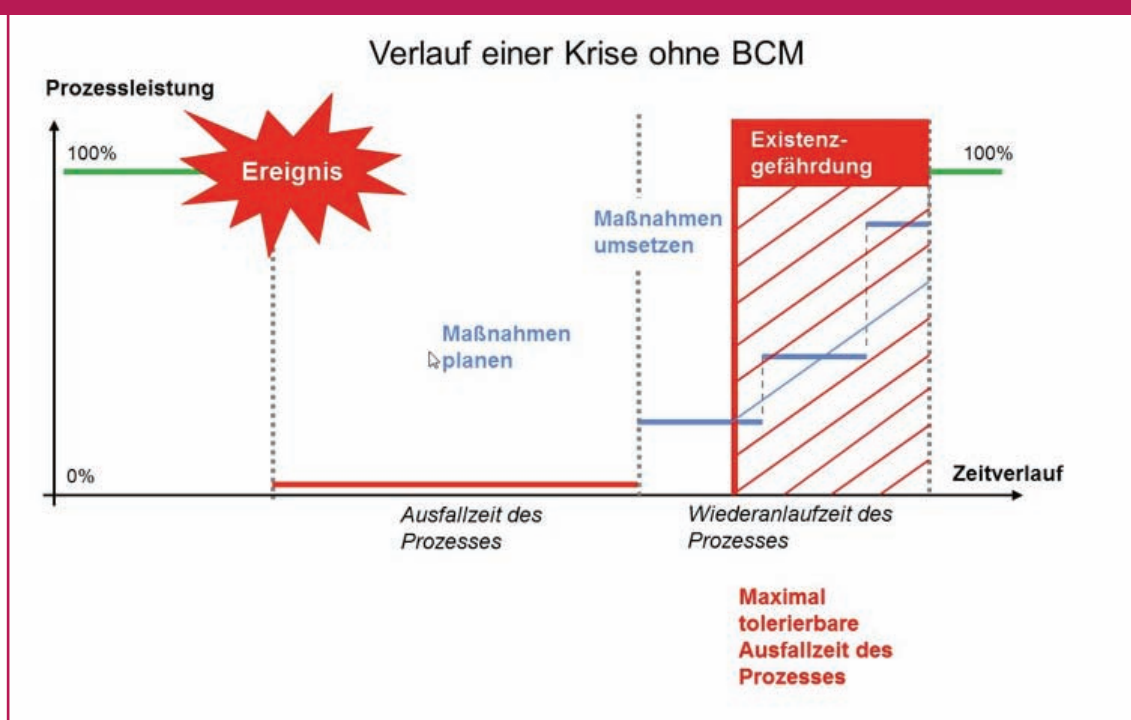 Verlauf einer Krise ohne BCM
Prozessleistung
100%
Ereignis
Existenz-
gefährdung
100%
Maßnahmen
umsetzen
Maßnahmen
planen
0%
Zeitverlauf
Ausfallzeit des
Prozesses
Wiederanlaufzeit des
Prozesses
Maximal
tolerierbare
Ausfallzeit des
Prozesses